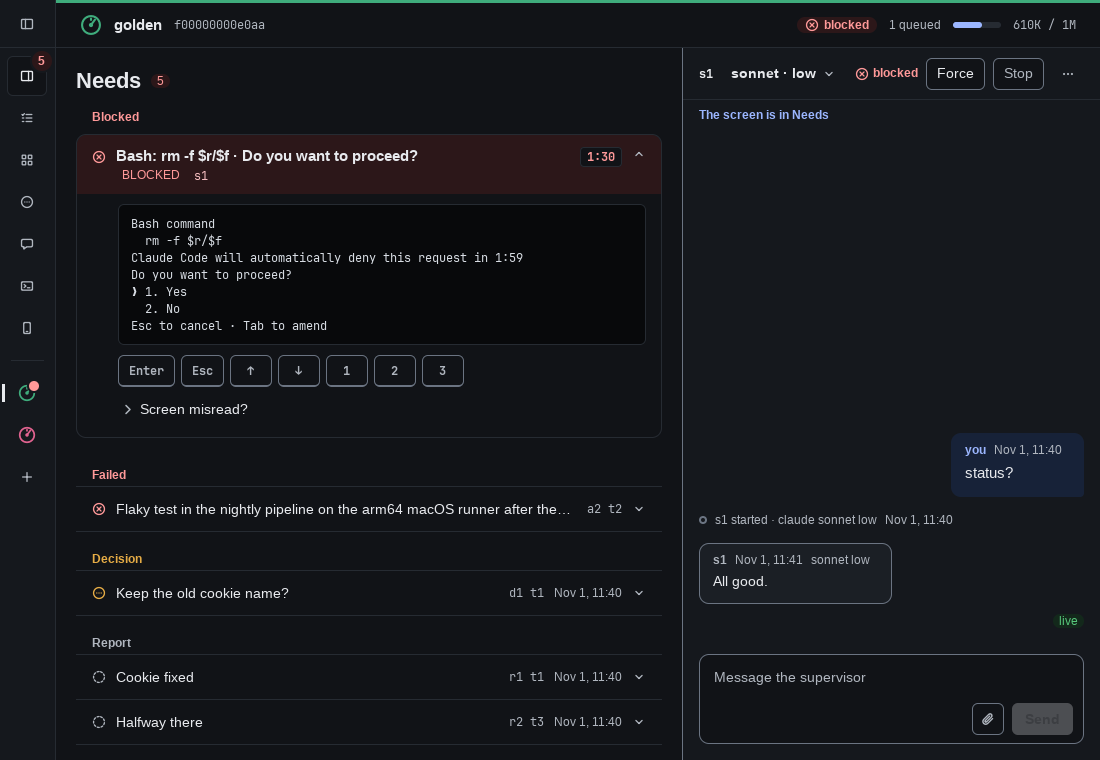 golden f00000000e0aa
blocked 1 queued 610K / 1M
5
Needs 5
Blocked
Bash: rm -f $r/$f · Do you want to proceed? 1:30
BLOCKED s1
Bash command
rm -f $r/$f
Claude Code will automatically deny this request in 1:59
Do you want to proceed?
❯ 1. Yes
2. No
Esc to cancel · Tab to amend
Enter Esc ↑ ↓ 1 2 3
Screen misread?
Failed
Flaky test in the nightly pipeline on the arm64 macOS runner after the… a2 t2
Decision
Keep the old cookie name? d1 t1 Nov 1, 11:40
Report
Cookie fixed r1 t1 Nov 1, 11:40
Halfway there r2 t3 Nov 1, 11:40
s1 sonnet · low blocked Force Stop ···
The screen is in Needs
you Nov 1, 11:40
status?
s1 started · claude sonnet low Nov 1, 11:40
s1 Nov 1, 11:41 sonnet low
All good.
live
Message the supervisor
Send